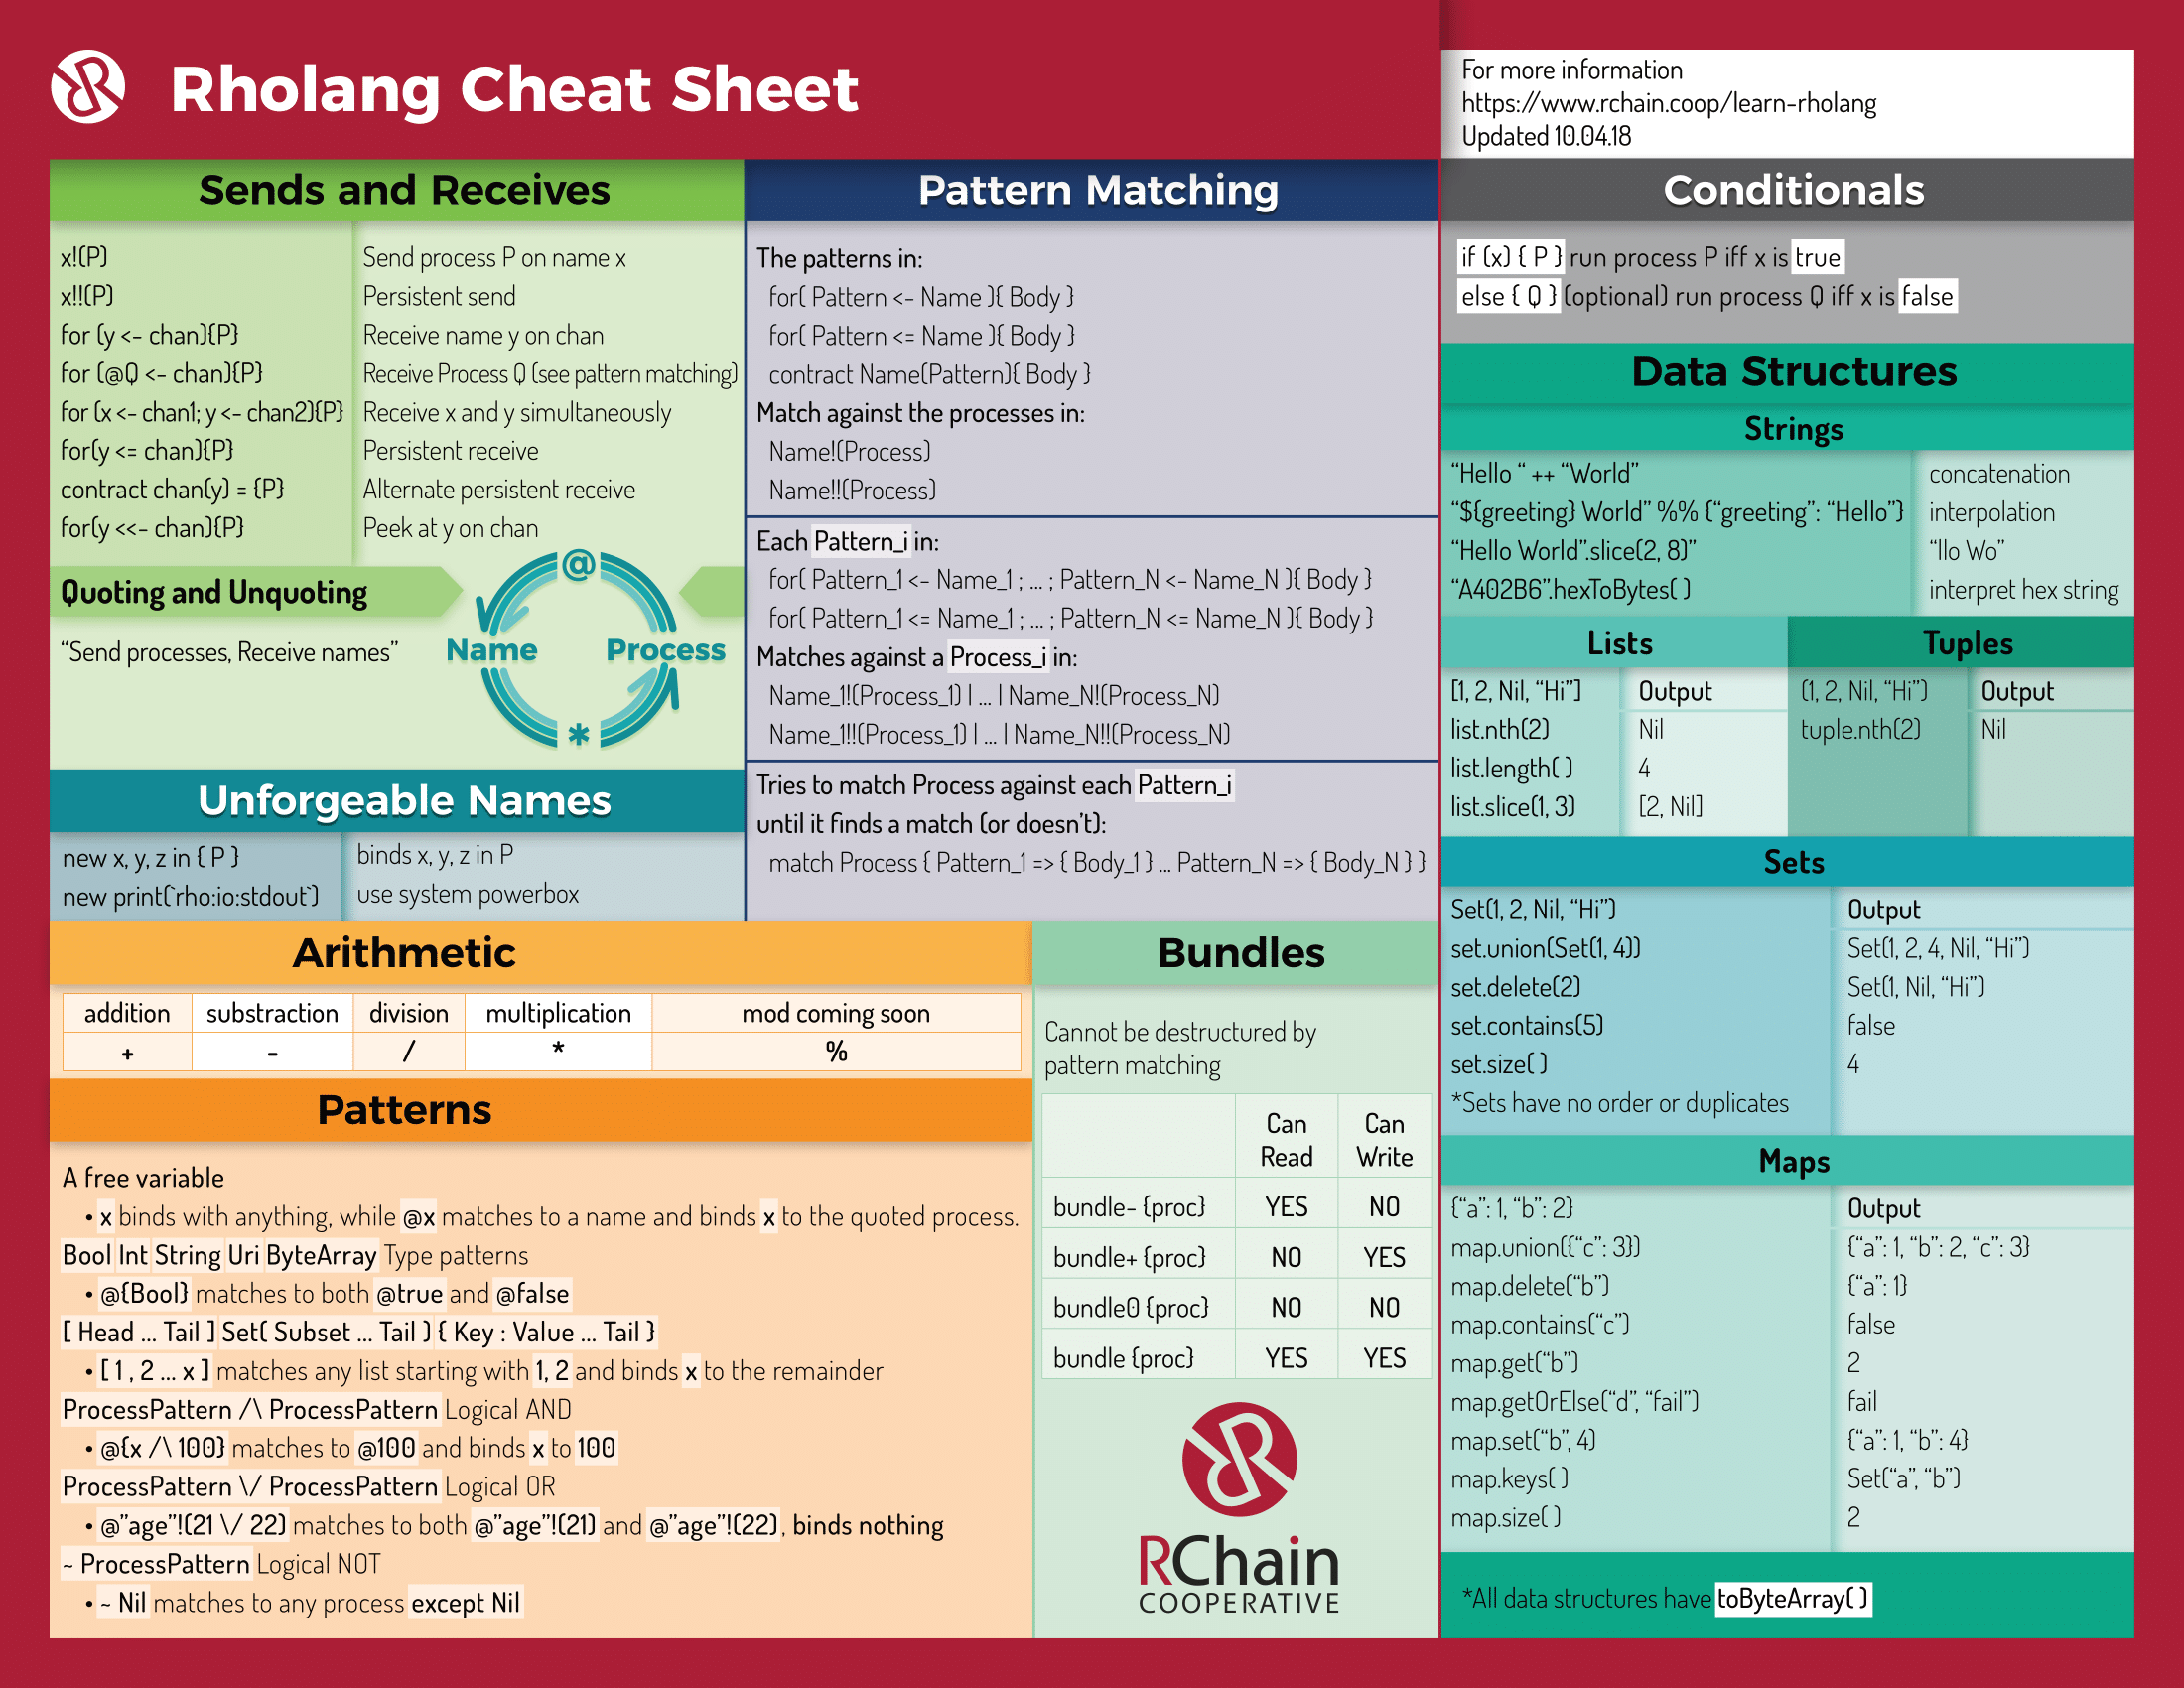 Rholang Cheat Sheet
For more information
https://www.rchain.coop/learn-rholang
Updated 10.04.18
Sends and Receives
x!(P) Send process P on name x
x!!(P) Persistent send
for (y <- chan){P} Receive name y on chan
for (@Q <- chan){P} Receive Process Q (see pattern matching)
for (x <- chan1; y <- chan2){P} Receive x and y simultaneously
for(y <= chan){P} Persistent receive
contract chan(y) = {P} Alternate persistent receive
for(y <<- chan){P} Peek at y on chan
Quoting and Unquoting
“Send processes, Receive names”
@
Name Process
*
Unforgeable Names
new x, y, z in { P } binds x, y, z in P
new print(`rho:io:stdout`) use system powerbox
Pattern Matching
The patterns in:
for( Pattern <- Name ){ Body }
for( Pattern <= Name ){ Body }
contract Name(Pattern){ Body }
Match against the processes in:
Name!(Process)
Name!!(Process)
Each Pattern_i in:
for( Pattern_1 <- Name_1 ; ... ; Pattern_N <- Name_N ){ Body }
for( Pattern_1 <= Name_1 ; ... ; Pattern_N <= Name_N ){ Body }
Matches against a Process_i in:
Name_1!(Process_1) | ... | Name_N!(Process_N)
Name_1!!(Process_1) | ... | Name_N!!(Process_N)
Tries to match Process against each Pattern_i
until it finds a match (or doesn’t):
match Process { Pattern_1 => { Body_1 } ... Pattern_N => { Body_N } }
Arithmetic
addition substraction division multiplication mod coming soon
+ - / * %
Patterns
A free variable
• x binds with anything, while @x matches to a name and binds x to the quoted process.
Bool Int String Uri ByteArray Type patterns
• @{Bool} matches to both @true and @false
[ Head ... Tail ] Set( Subset ... Tail ) { Key : Value ... Tail }
• [ 1 , 2 ... x ] matches any list starting with 1, 2 and binds x to the remainder
ProcessPattern /\ ProcessPattern Logical AND
• @{x /\ 100} matches to @100 and binds x to 100
ProcessPattern \/ ProcessPattern Logical OR
• @”age”!(21 \/ 22) matches to both @”age”!(21) and @”age”!(22), binds nothing
~ ProcessPattern Logical NOT
• ~ Nil matches to any process except Nil
Bundles
Cannot be destructured by
pattern matching
Can Can
Read Write
bundle- {proc} YES NO
bundle+ {proc} NO YES
bundle0 {proc} NO NO
bundle {proc} YES YES
RChain
COOPERATIVE
Conditionals
if (x) { P } run process P iff x is true
else { Q } (optional) run process Q iff x is false
Data Structures
Strings
“Hello “ ++ “World” concatenation
“${greeting} World” %% {“greeting”: “Hello”} interpolation
“Hello World”.slice(2, 8)” “llo Wo”
“A402B6”.hexToBytes( ) interpret hex string
Lists
[1, 2, Nil, “Hi”] Output
list.nth(2) Nil
list.length( ) 4
list.slice(1, 3) [2, Nil]
Tuples
(1, 2, Nil, “Hi”) Output
tuple.nth(2) Nil
Sets
Set(1, 2, Nil, “Hi”) Output
set.union(Set(1, 4)) Set(1, 2, 4, Nil, “Hi”)
set.delete(2) Set(1, Nil, “Hi”)
set.contains(5) false
set.size( ) 4
*Sets have no order or duplicates
Maps
{“a”: 1, “b”: 2} Output
map.union({“c”: 3}) {“a”: 1, “b”: 2, “c”: 3}
map.delete(“b”) {“a”: 1}
map.contains(“c”) false
map.get(“b”) 2
map.getOrElse(“d”, “fail”) fail
map.set(“b”, 4) {“a”: 1, “b”: 4}
map.keys( ) Set(“a”, “b”)
map.size( ) 2
*All data structures have toByteArray( )